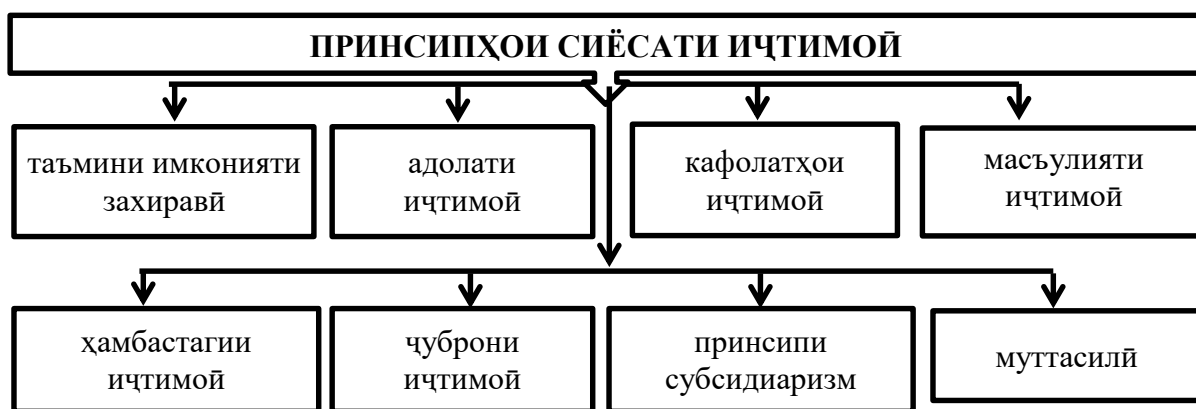 ПРИНСИПҲОИ СИЁСАТИ ИҶТИМОӢ
таъмини имконияти
захиравӣ
адолати
иҷтимоӣ
кафолатҳои
иҷтимоӣ
масъулияти
иҷтимоӣ
ҳамбастагии
иҷтимоӣ
ҷуброни
иҷтимоӣ
принсипи
субсидиаризм
муттасилӣ